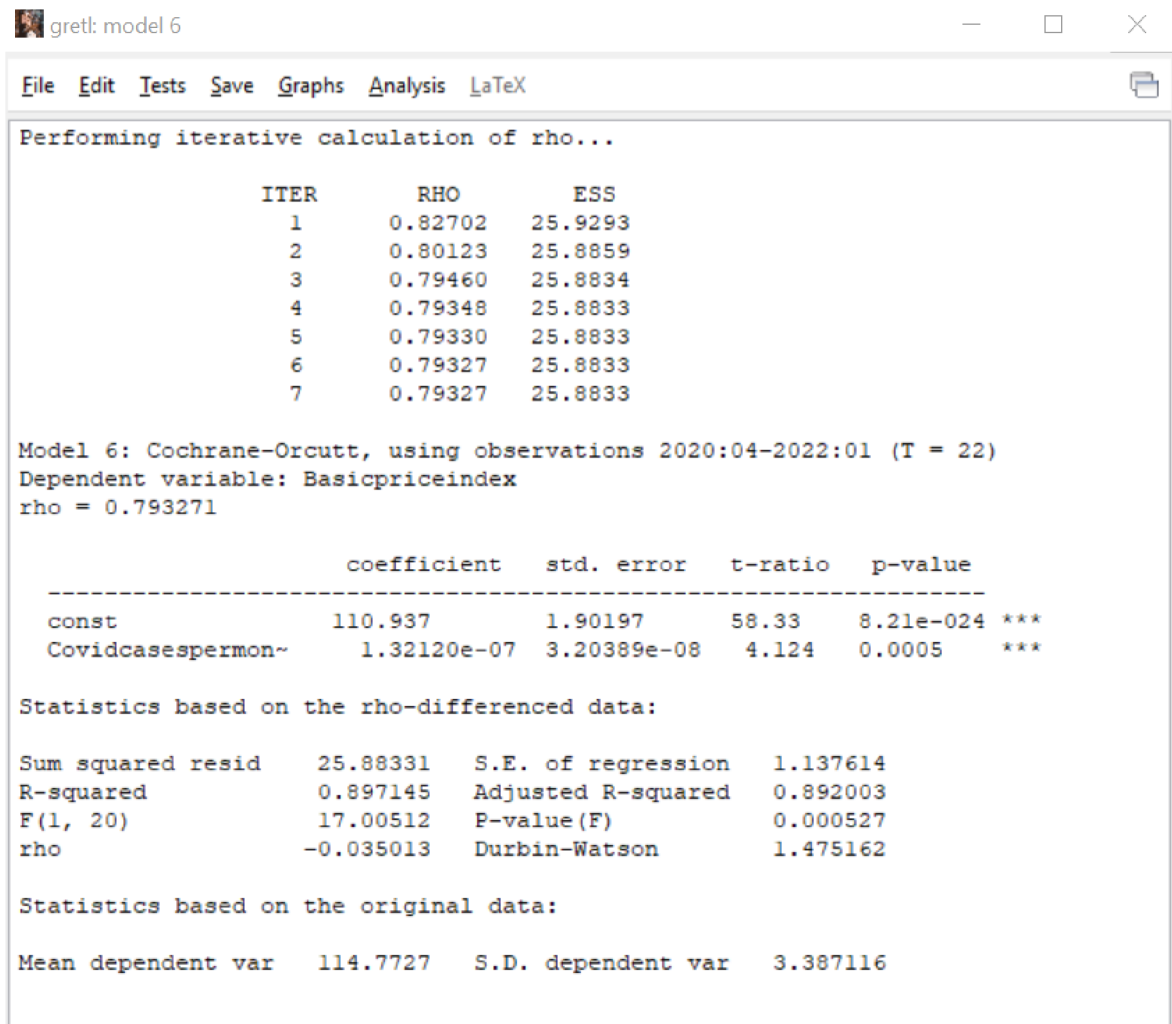 gretl: model 6
File Edit Tests Save Graphs Analysis LaTeX
Performing iterative calculation of rho...
ITER RHO ESS
1 0.82702 25.9293
2 0.80123 25.8859
3 0.79460 25.8834
4 0.79348 25.8833
5 0.79330 25.8833
6 0.79327 25.8833
7 0.79327 25.8833
Model 6: Cochrane-Orcutt, using observations 2020:04-2022:01 (T = 22)
Dependent variable: Basicpriceindex
rho = 0.793271
coefficient std. error t-ratio p-value
---------------------------------------------------------------------
const 110.937 1.90197 58.33 8.21e-024 ***
Covidcasespermon~ 1.32120e-07 3.20389e-08 4.124 0.0005 ***
Statistics based on the rho-differenced data:
Sum squared resid 25.88331 S.E. of regression 1.137614
R-squared 0.897145 Adjusted R-squared 0.892003
F(1, 20) 17.00512 P-value(F) 0.000527
rho -0.035013 Durbin-Watson 1.475162
Statistics based on the original data:
Mean dependent var 114.7727 S.D. dependent var 3.387116